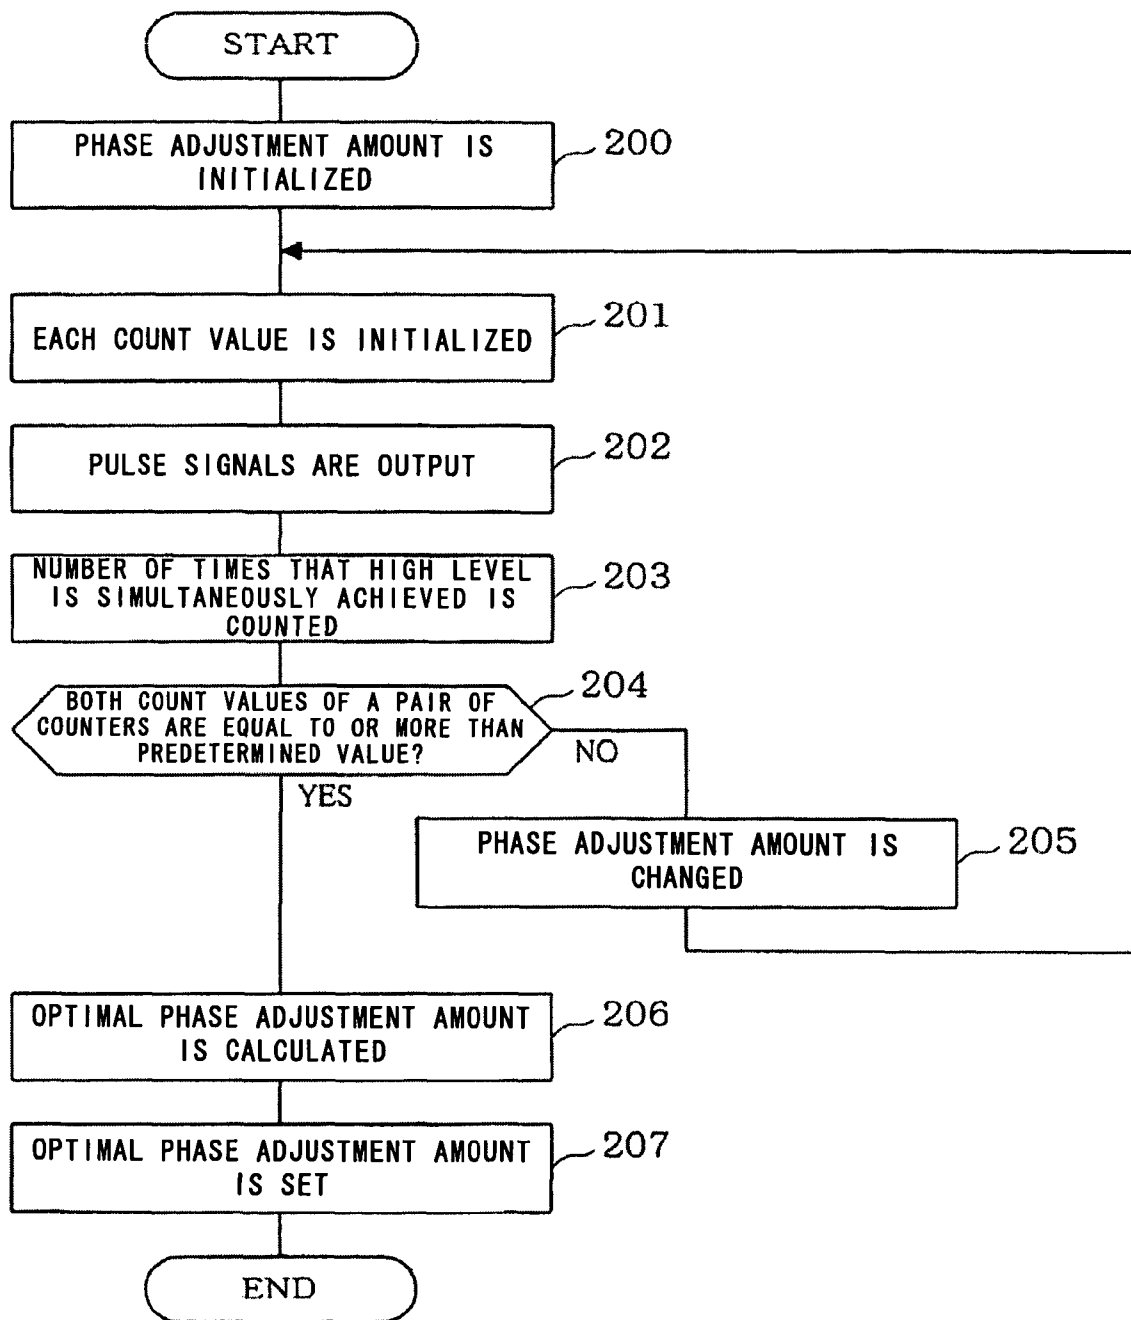 START
PHASE ADJUSTMENT AMOUNT IS
INITIALIZED
200
EACH COUNT VALUE IS INITIALIZED
201
PULSE SIGNALS ARE OUTPUT
202
NUMBER OF TIMES THAT HIGH LEVEL
IS SIMULTANEOUSLY ACHIEVED IS
COUNTED
203
BOTH COUNT VALUES OF A PAIR OF
COUNTERS ARE EQUAL TO OR MORE THAN
PREDETERMINED VALUE?
204
NO
YES
PHASE ADJUSTMENT AMOUNT IS
CHANGED
205
OPTIMAL PHASE ADJUSTMENT AMOUNT
IS CALCULATED
206
OPTIMAL PHASE ADJUSTMENT AMOUNT
IS SET
207
END